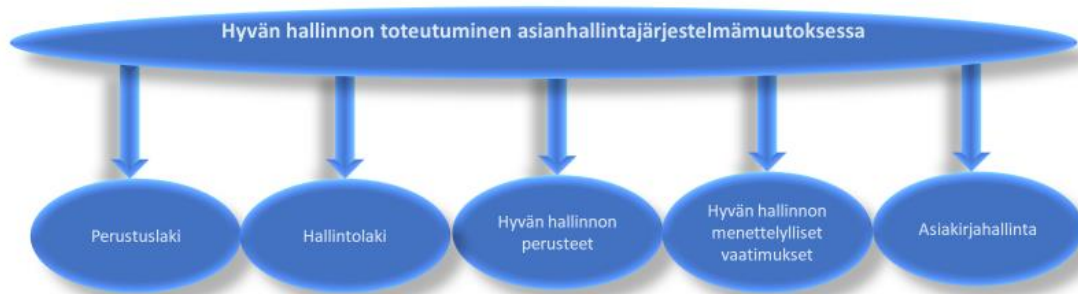 Hyvän hallinnon toteutuminen asianhallintajärjestelmämuutoksessa
Perustuslaki
Hallintolaki
Hyvän hallinnon
perusteet
Hyvän hallinnon
menettelylliset
vaatimukset
Asiakirjahallinta